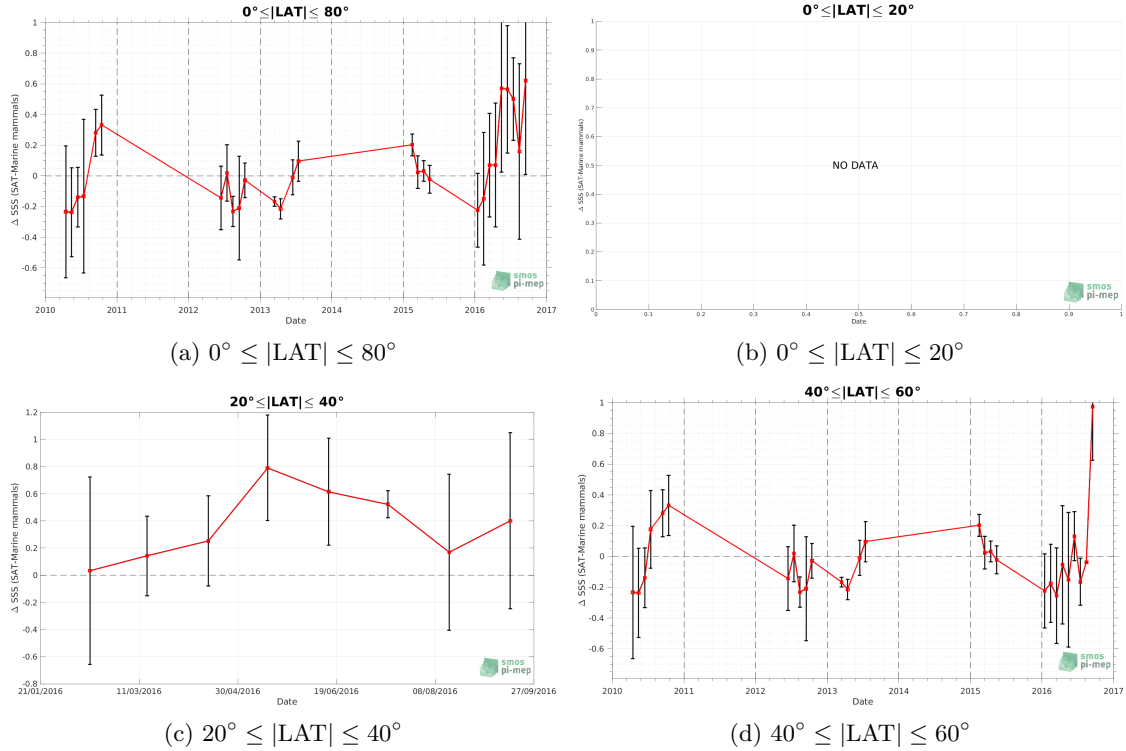 0°≤|LAT|≤ 80°
Δ SSS (SAT-Marine mammals)
1
0.8
0.6
0.4
0.2
0
-0.2
-0.4
-0.6
2010 2011 2012 2013 2014 2015 2016 2017
Date
smos
pi-mep
(a) 0° ≤ |LAT| ≤ 80°
0°≤|LAT|≤ 20°
Δ SSS (SAT-Marine mammals)
1
0.9
0.8
0.7
0.6
0.5
0.4
0.3
0.2
0.1
0
NO DATA
0 0.1 0.2 0.3 0.4 0.5 0.6 0.7 0.8 0.9 1
Date
smos
pi-mep
(b) 0° ≤ |LAT| ≤ 20°
20°≤|LAT|≤ 40°
Δ SSS (SAT-Marine mammals)
1.2
1
0.8
0.6
0.4
0.2
0
-0.2
-0.4
-0.6
-0.8
21/01/2016 11/03/2016 30/04/2016 19/06/2016 08/08/2016 27/09/2016
Date
smos
pi-mep
(c) 20° ≤ |LAT| ≤ 40°
40°≤|LAT|≤ 60°
Δ SSS (SAT-Marine mammals)
1
0.8
0.6
0.4
0.2
0
-0.2
-0.4
-0.6
2010 2011 2012 2013 2014 2015 2016 2017
Date
smos
pi-mep
(d) 40° ≤ |LAT| ≤ 60°